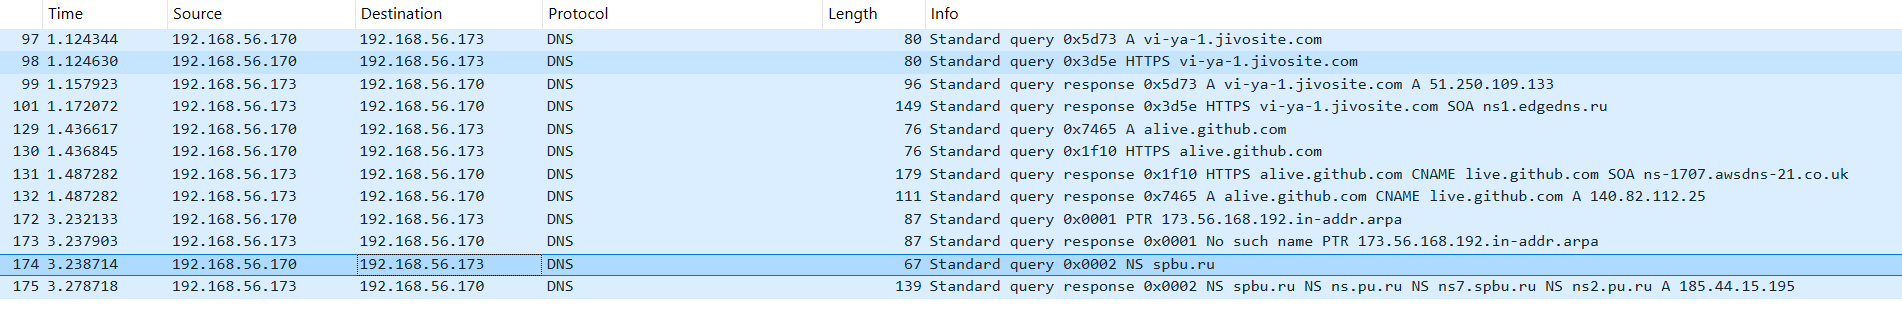 Time Source Destination Protocol Length Info
97 1.124344 192.168.56.170 192.168.56.173 DNS 80 Standard query 0x5d73 A vi-ya-1.jivosite.com
98 1.124630 192.168.56.170 192.168.56.173 DNS 80 Standard query 0x3d5e HTTPS vi-ya-1.jivosite.com
99 1.157923 192.168.56.173 192.168.56.170 DNS 96 Standard query response 0x5d73 A vi-ya-1.jivosite.com A 51.250.109.133
101 1.172072 192.168.56.173 192.168.56.170 DNS 149 Standard query response 0x3d5e HTTPS vi-ya-1.jivosite.com SOA ns1.edgedns.ru
129 1.436617 192.168.56.170 192.168.56.173 DNS 76 Standard query 0x7465 A alive.github.com
130 1.436845 192.168.56.170 192.168.56.173 DNS 76 Standard query 0x1f10 HTTPS alive.github.com
131 1.487282 192.168.56.173 192.168.56.170 DNS 179 Standard query response 0x1f10 HTTPS alive.github.com CNAME live.github.com SOA ns-1707.awsdns-21.co.uk
132 1.487282 192.168.56.173 192.168.56.170 DNS 111 Standard query response 0x7465 A alive.github.com CNAME live.github.com A 140.82.112.25
172 3.232133 192.168.56.170 192.168.56.173 DNS 87 Standard query 0x0001 PTR 173.56.168.192.in-addr.arpa
173 3.237903 192.168.56.173 192.168.56.170 DNS 87 Standard query response 0x0001 No such name PTR 173.56.168.192.in-addr.arpa
174 3.238714 192.168.56.170 192.168.56.173 DNS 67 Standard query 0x0002 NS spbu.ru
175 3.278718 192.168.56.173 192.168.56.170 DNS 139 Standard query response 0x0002 NS spbu.ru NS ns.pu.ru NS ns7.spbu.ru NS ns2.pu.ru A 185.44.15.195